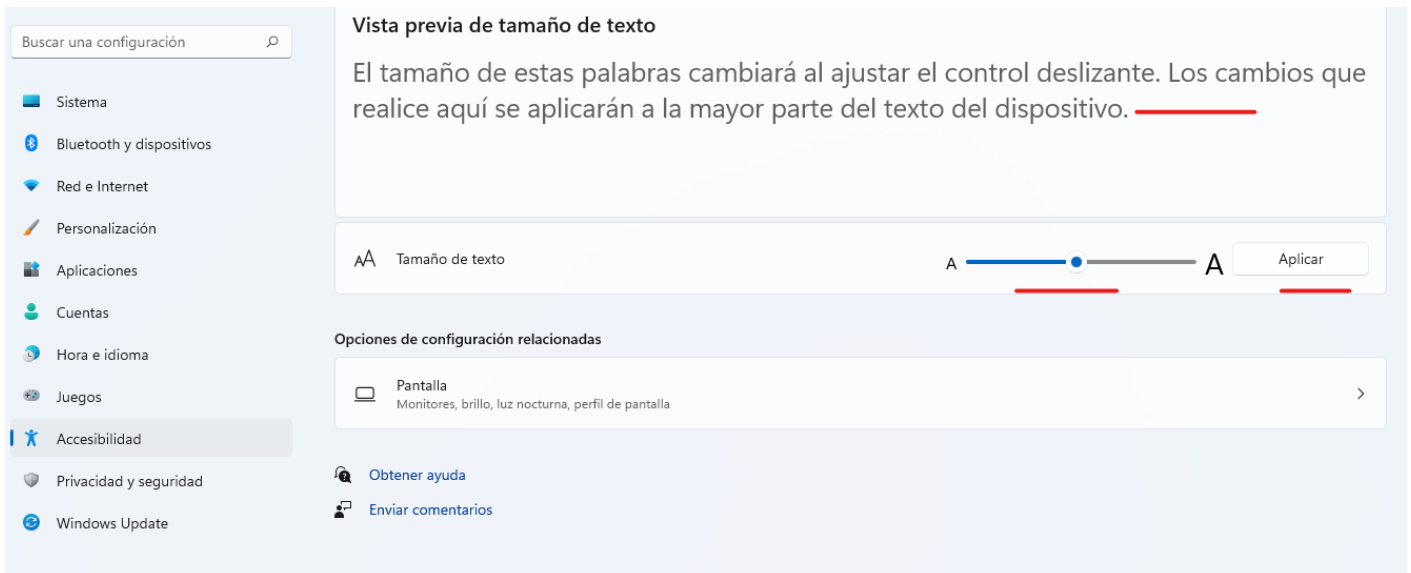 Buscar una configuración
Sistema
Bluetooth y dispositivos
Red e Internet
Personalización
Aplicaciones
Cuentas
Hora e idioma
Juegos
Accesibilidad
Privacidad y seguridad
Windows Update
Vista previa de tamaño de texto
El tamaño de estas palabras cambiará al ajustar el control deslizante. Los cambios que
realice aquí se aplicarán a la mayor parte del texto del dispositivo.
AA Tamaño de texto A A Aplicar
Opciones de configuración relacionadas
Pantalla
Monitores, brillo, luz nocturna, perfil de pantalla
Obtener ayuda
Enviar comentarios